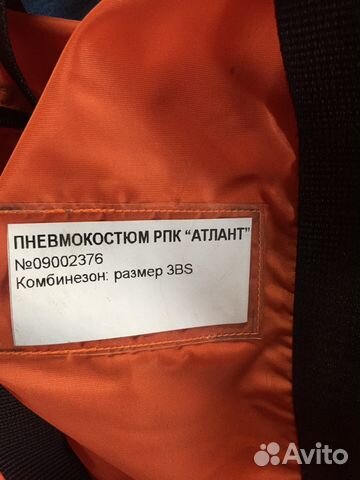 ПНЕВМОКОСТЮМ РПК “АТЛАНТ”
№09002376
Комбинезон: размер 3BS
Avito